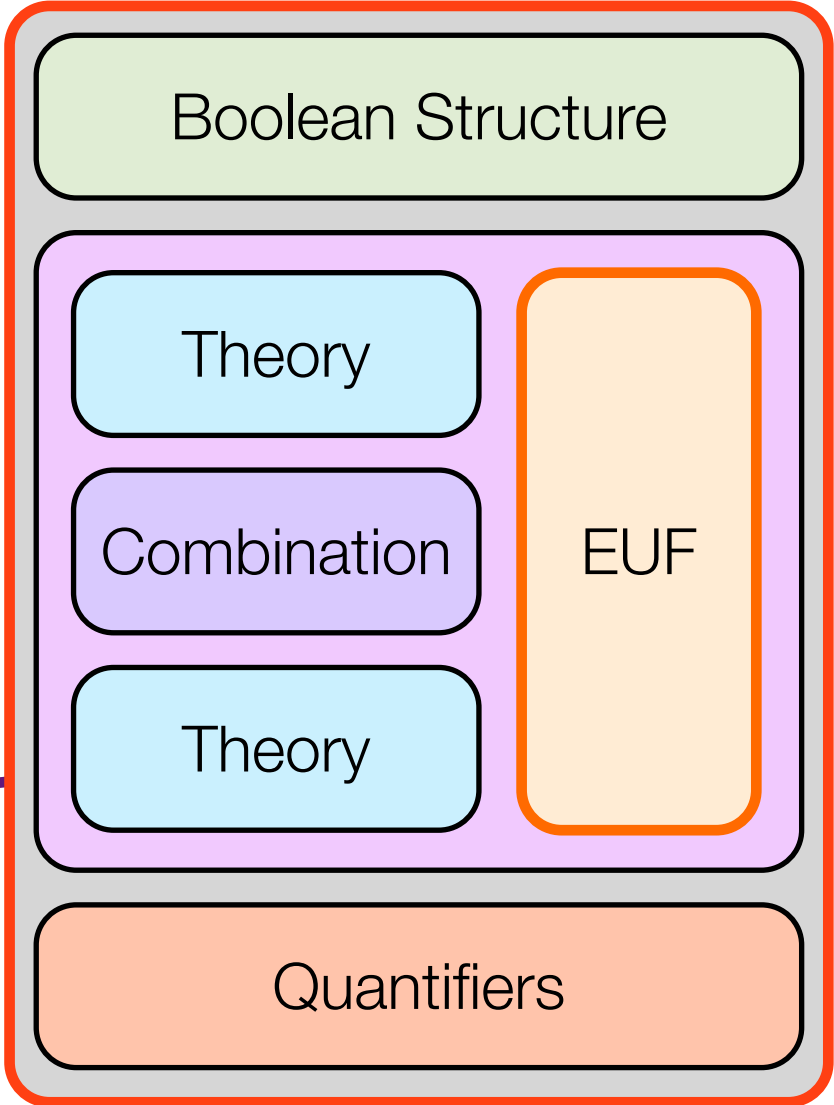 Boolean Structure
Theory
Combination
Theory
EUF
Quantifiers